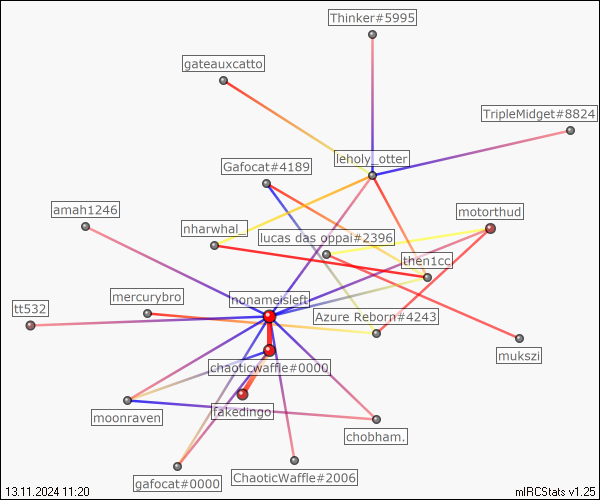 Thinker#5995
gateauxcatto
TripleMidget#8824
leholy_otter
Gafocat#4189
amah1246
motorthud
nharwhal_
lucas das oppai#2396
then1cc
mercurybro
nonameisleft
tt532
Azure Reborn#4243
mukszi
chaoticwaffle#0000
moonraven
fakedingo
chobham.
gafocat#0000
ChaoticWaffle#2006
13.11.2024 11:20
mIRCStats v1.25